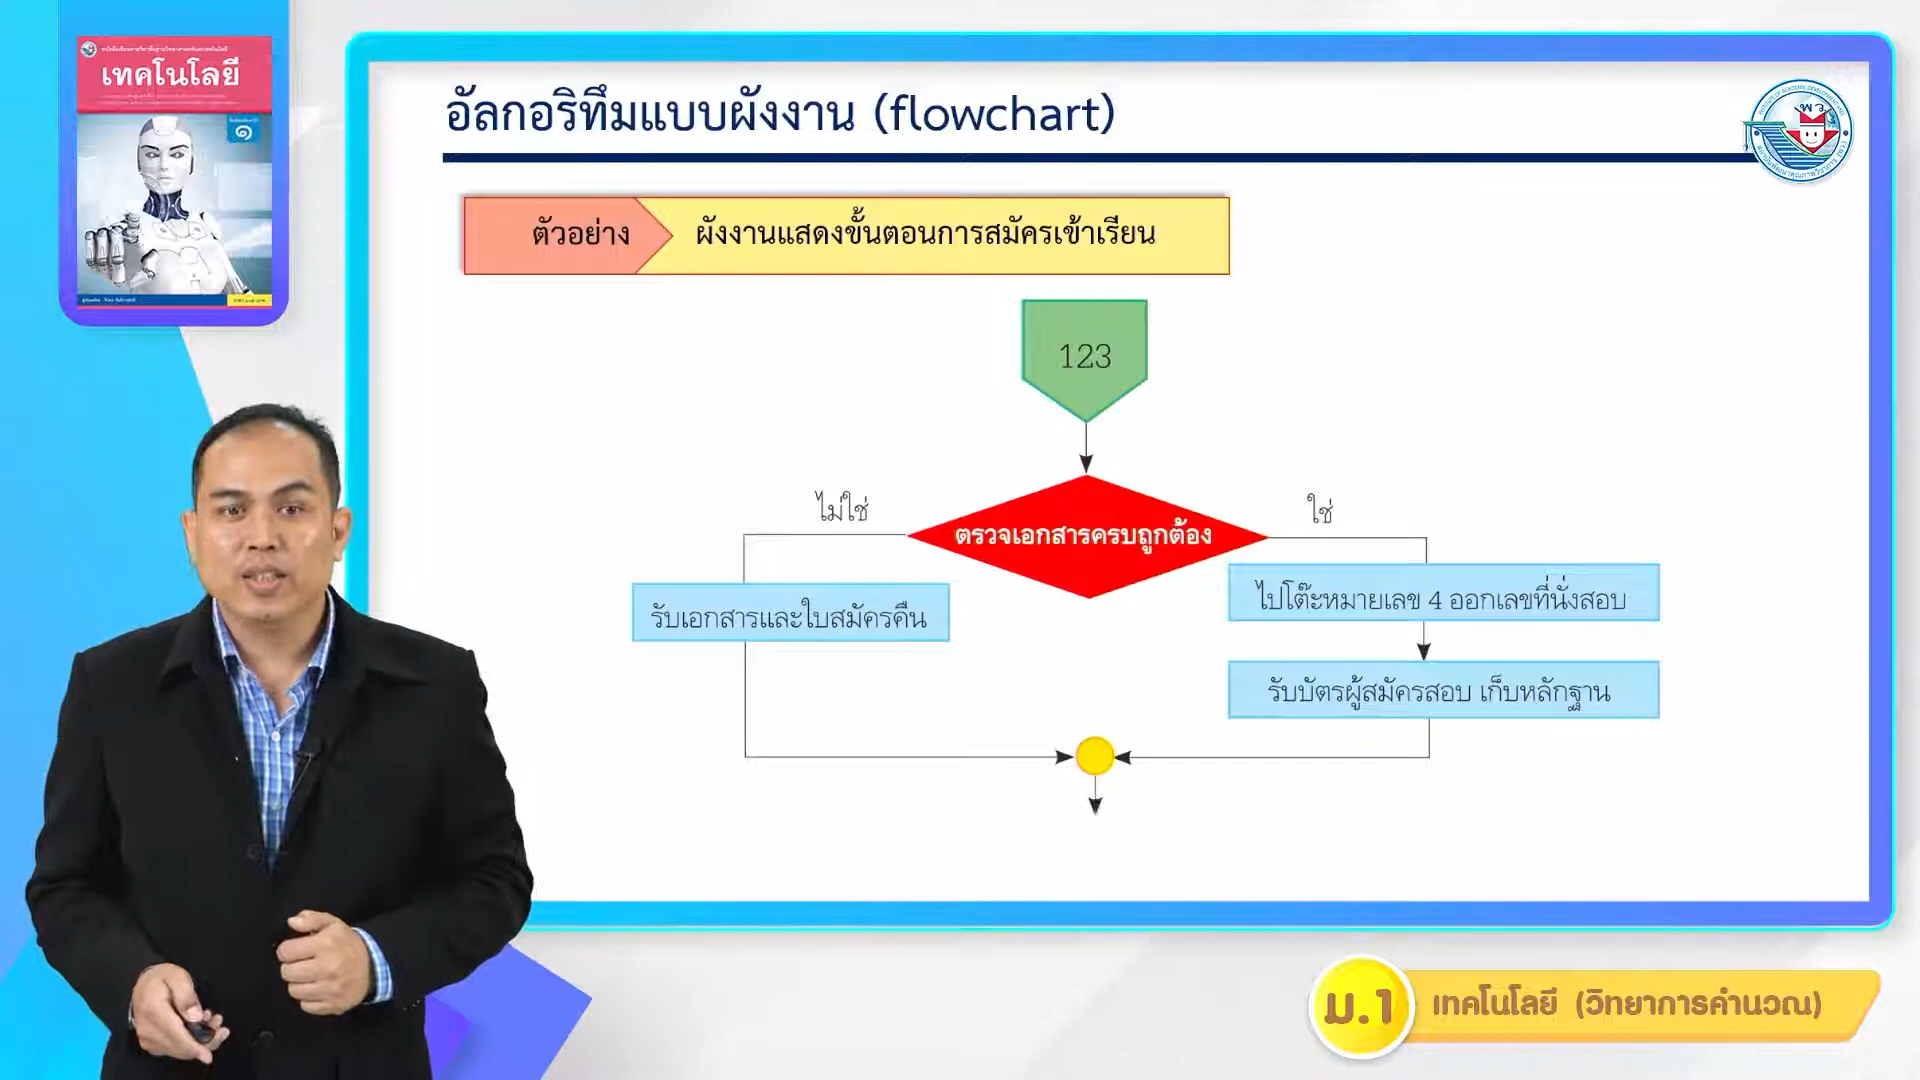 เทคโนโลยี
๑
อัลกอริทึมแบบผังงาน (flowchart)
พว
ตัวอย่าง
ผังงานแสดงขั้นตอนการสมัครเข้าเรียน
123
ไม่ใช่
ใช่
ตรวจเอกสารครบถูกต้อง
รับเอกสารและใบสมัครคืน
ไปโต๊ะหมายเลข 4 ออกเลขที่นั่งสอบ
รับบัตรผู้สมัครสอบ เก็บหลักฐาน
ม.1
เทคโนโลยี (วิทยาการคำนวณ)